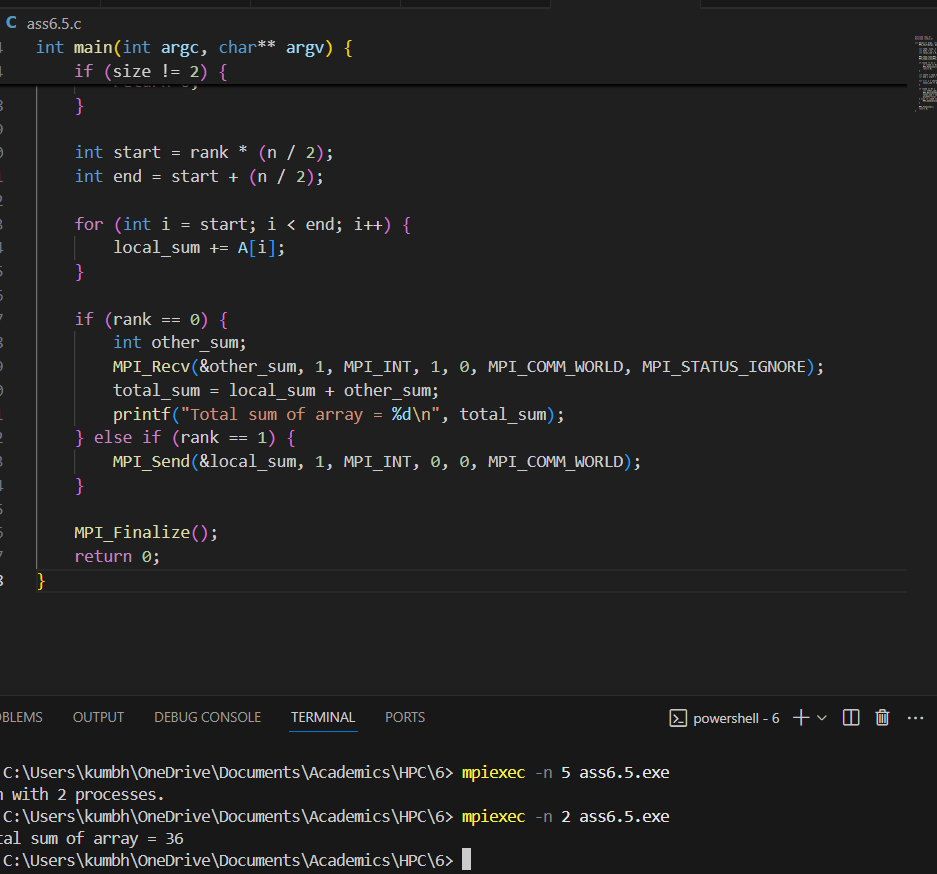 C ass6.5.c
int main(int argc, char** argv) {
if (size != 2) {
}
int start = rank * (n / 2);
int end = start + (n / 2);
for (int i = start; i < end; i++) {
local_sum += A[i];
}
if (rank == 0) {
int other_sum;
MPI_Recv(&other_sum, 1, MPI_INT, 1, 0, MPI_COMM_WORLD, MPI_STATUS_IGNORE);
total_sum = local_sum + other_sum;
printf("Total sum of array = %d\n", total_sum);
} else if (rank == 1) {
MPI_Send(&local_sum, 1, MPI_INT, 0, 0, MPI_COMM_WORLD);
}
MPI_Finalize();
return 0;
}
OBLEMS OUTPUT DEBUG CONSOLE TERMINAL PORTS powershell - 6
C:\Users\kumbh\OneDrive\Documents\Academics\HPC\6> mpiexec -n 5 ass6.5.exe
n with 2 processes.
C:\Users\kumbh\OneDrive\Documents\Academics\HPC\6> mpiexec -n 2 ass6.5.exe
tal sum of array = 36
C:\Users\kumbh\OneDrive\Documents\Academics\HPC\6>